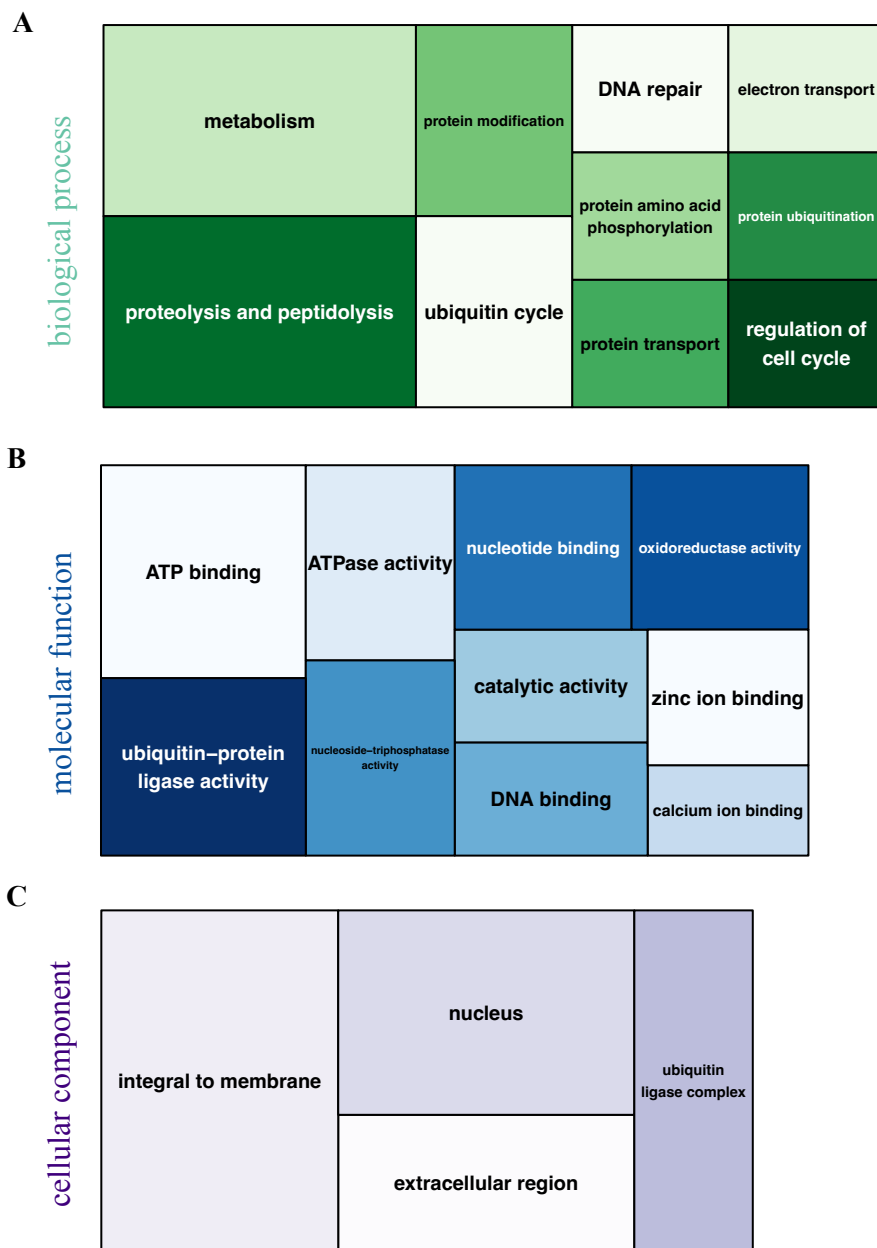 A
biological process
metabolism
protein modification
DNA repair
electron transport
protein amino acid
phosphorylation
protein ubiquitination
proteolysis and peptidolysis
ubiquitin cycle
protein transport
regulation of
cell cycle
B
molecular function
ATP binding
ATPase activity
nucleotide binding
oxidoreductase activity
catalytic activity
zinc ion binding
ubiquitin–protein
ligase activity
nucleoside–triphosphatase
activity
DNA binding
calcium ion binding
C
cellular component
integral to membrane
nucleus
ubiquitin
ligase complex
extracellular region